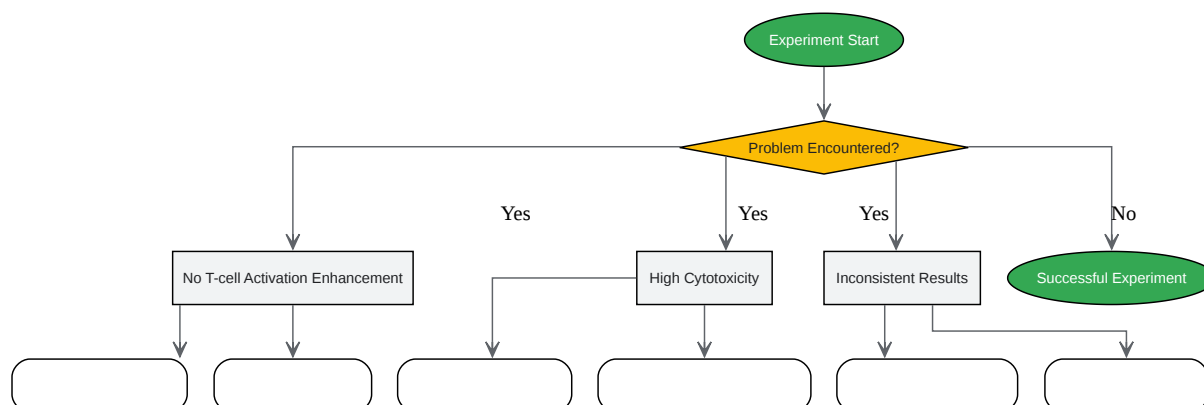 Experiment Start
Problem Encountered?
Yes
Yes
Yes
No
No T-cell Activation Enhancement
High Cytotoxicity
Inconsistent Results
Successful Experiment